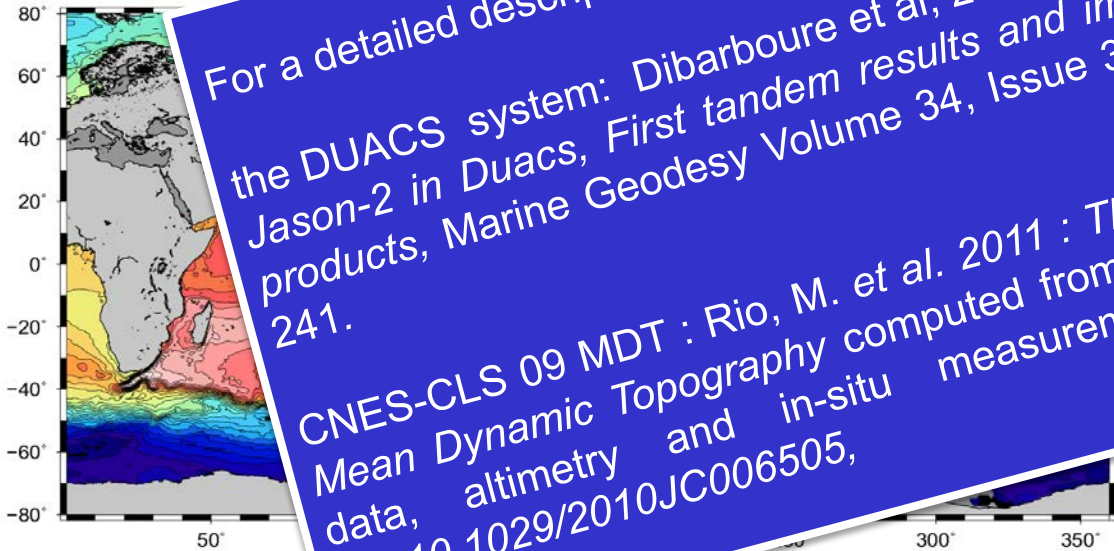 80°
60°
40°
20°
0°
−20°
−40°
−60°
−80°
50°
300°
350°
For a detailed
the DUACS system: Dibarboure et al,
Jason-2 in Duacs, First tandem results and
products, Marine Geodesy Volume 34, Issue
241.
CNES-CLS 09 MDT : Rio, M. et al. 2011 :
Mean Dynamic Topography computed from
data, altimetry and in-situ
10.1029/2010JC006505,